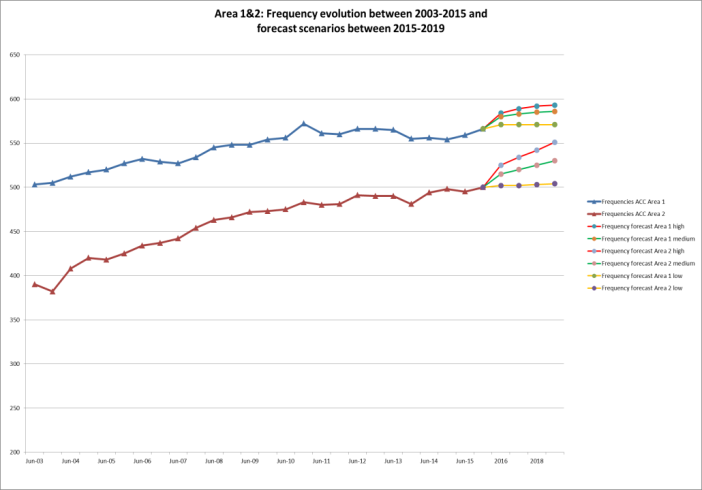 Area 1&2: Frequency evolution between 2003-2015 and
forecast scenarios between 2015-2019
650
600
550
500
450
400
350
300
250
200
Jun-03 Jun-04 Jun-05 Jun-06 Jun-07 Jun-08 Jun-09 Jun-10 Jun-11 Jun-12 Jun-13 Jun-14 Jun-15 2016 2018
Frequencies ACC Area 1
Frequencies ACC Area 2
Frequency forecast Area 1 high
Frequency forecast Area 1 medium
Frequency forecast Area 2 high
Frequency forecast Area 2 medium
Frequency forecast Area 1 low
Frequency forecast Area 2 low